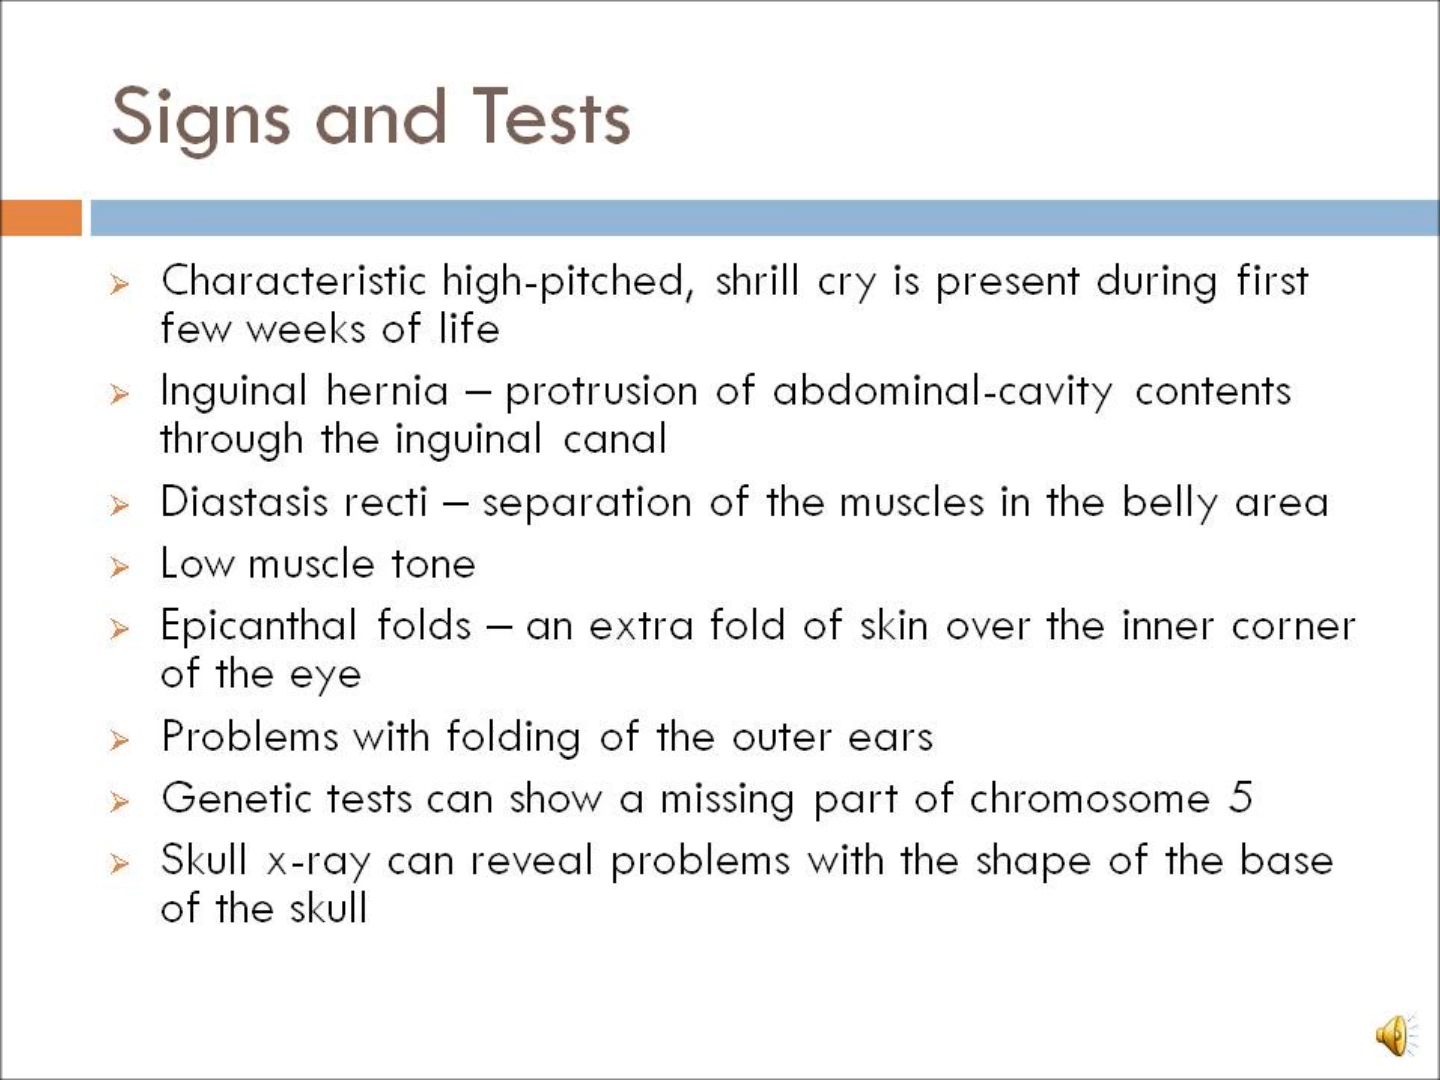 Signs and Tests
Characteristic high-pitched, shrill cry is present during first
few weeks of life
Inguinal hernia – protrusion of abdominal-cavity contents
through the inguinal canal
Diastasis recti – separation of the muscles in the belly area
Low muscle tone
Epicanthal folds – an extra fold of skin over the inner corner
of the eye
Problems with folding of the outer ears
Genetic tests can show a missing part of chromosome 5
Skull x-ray can reveal problems with the shape of the base
of the skull